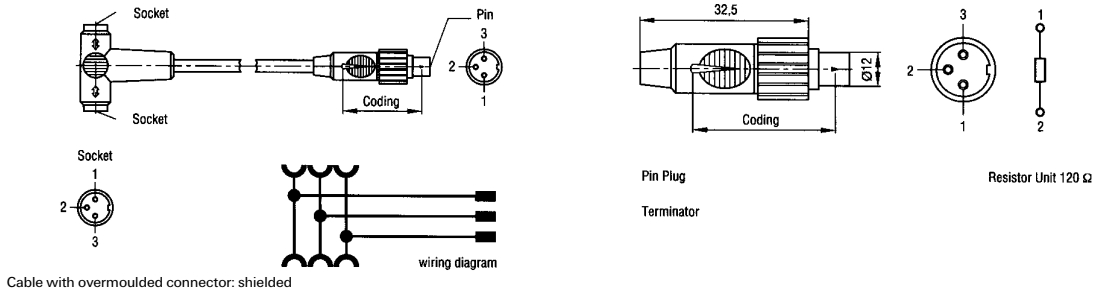 Socket
Pin
3
2
1
Coding
Socket
Socket
1
2
3
wiring diagram
Cable with overmoulded connector: shielded
32,5
Ø12
Coding
3
2
1
1
2
Pin Plug
Resistor Unit 120 Ω
Terminator